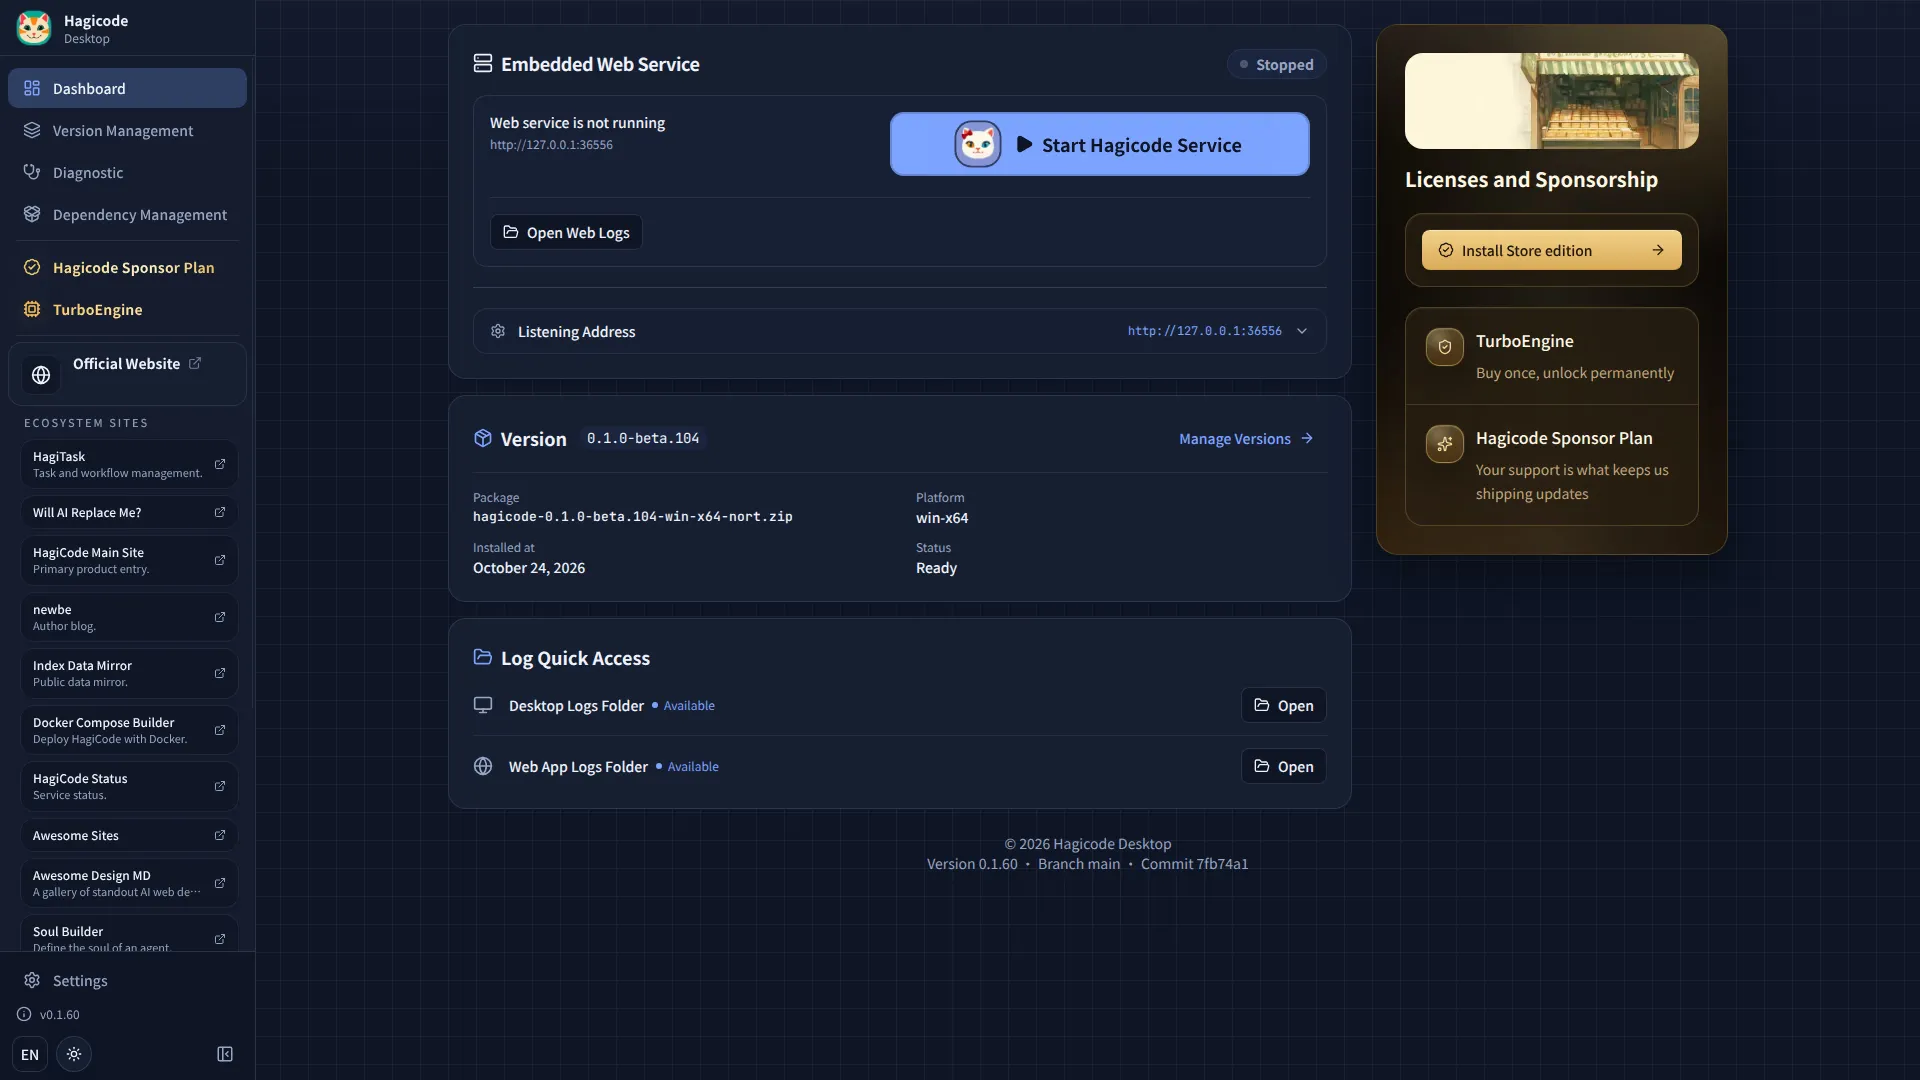 Hagicode
Desktop
Dashboard
Version Management
Diagnostic
Dependency Management
Hagicode Sponsor Plan
TurboEngine
Official Website
ECOSYSTEM SITES
HagiTask
Task and workflow management.
Will AI Replace Me?
HagiCode Main Site
Primary product entry.
newbe
Author blog.
Index Data Mirror
Public data mirror.
Docker Compose Builder
Deploy HagiCode with Docker.
HagiCode Status
Service status.
Awesome Sites
Awesome Design MD
A gallery of standout AI web de···
Soul Builder
Define the soul of an agent.
Settings
v0.1.60
EN
Embedded Web Service
Stopped
Web service is not running
http://127.0.0.1:36556
Start Hagicode Service
Open Web Logs
Listening Address
http://127.0.0.1:36556
Version
0.1.0-beta.104
Manage Versions
Package
hagicode-0.1.0-beta.104-win-x64-nort.zip
Platform
win-x64
Installed at
October 24, 2026
Status
Ready
Log Quick Access
Desktop Logs Folder
• Available
Open
Web App Logs Folder
• Available
Open
© 2026 Hagicode Desktop
Version 0.1.60 • Branch main • Commit 7fb74a1
Licenses and Sponsorship
Install Store edition
TurboEngine
Buy once, unlock permanently
Hagicode Sponsor Plan
Your support is what keeps us
shipping updates